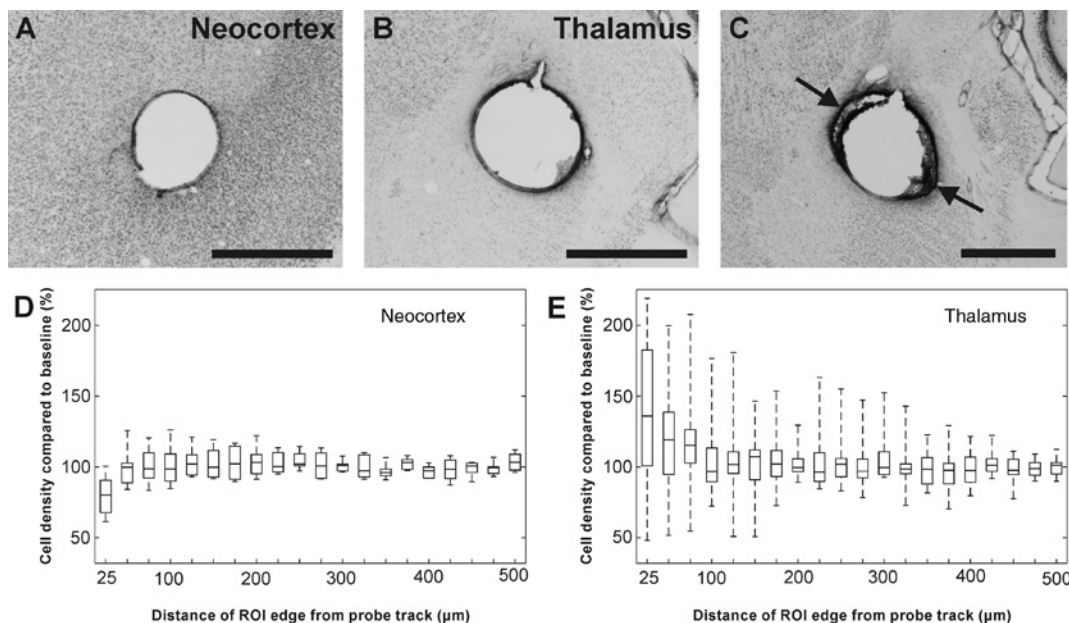 A Neocortex
B Thalamus
C
D
Neocortex
Cell density compared to baseline (%)
200
150
100
50
25 100 200 300 400 500
Distance of ROI edge from probe track (µm)
E
Thalamus
Cell density compared to baseline (%)
200
150
100
50
25 100 200 300 400 500
Distance of ROI edge from probe track (µm)